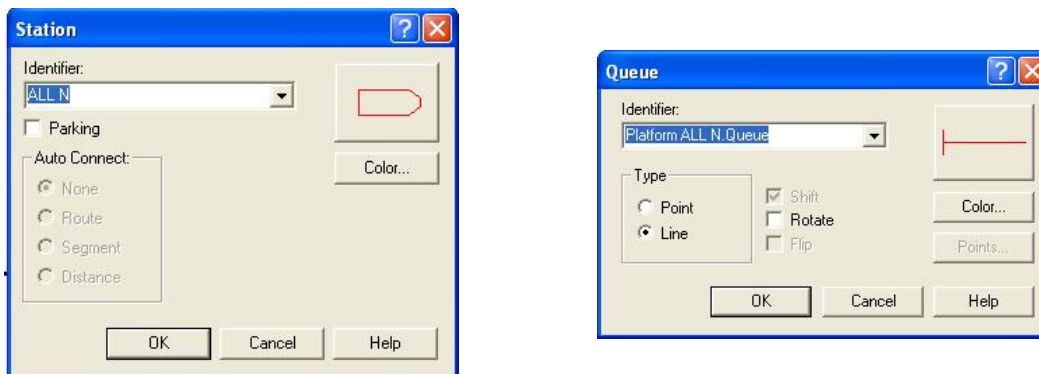 Station
Identifier:
ALL N
Parking
Auto Connect:
None
Route
Segment
Distance
Color...
OK
Cancel
Help
Queue
Identifier:
Platform ALL N.Queue
Type
Point
Line
Shift
Rotate
Flip
Color...
Points...
OK
Cancel
Help